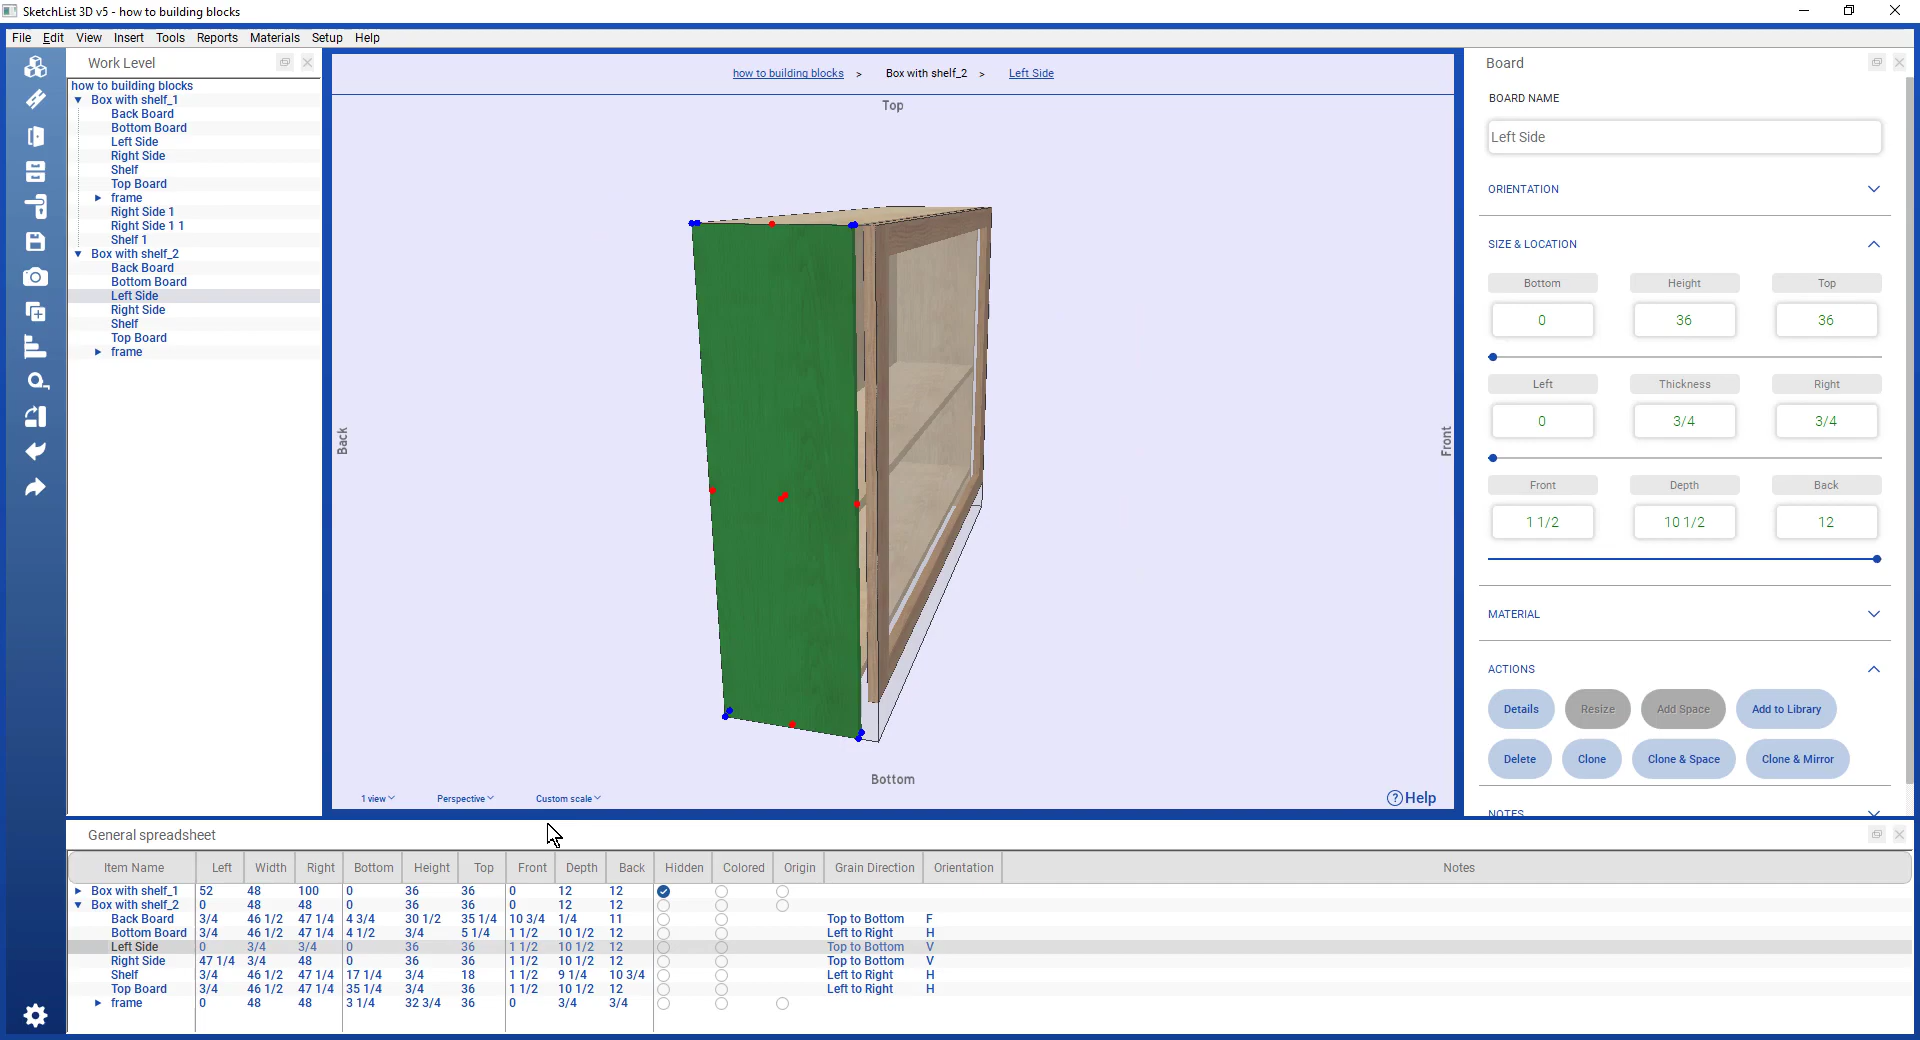 SketchList 3D v5 - how to building blocks
File Edit View Insert Tools Reports Materials Setup Help
Work Level
how to building blocks
Box with shelf_1
Back Board
Bottom Board
Left Side
Right Side
Shelf
Top Board
frame
Right Side 1
Right Side 1 1
Shelf 1
Box with shelf_2
Back Board
Bottom Board
Left Side
Right Side
Shelf
Top Board
frame
how to building blocks > Box with shelf_2 > Left Side
Top
Back
Front
Bottom
1 view Perspective Custom scale
Help
Board
BOARD NAME
Left Side
ORIENTATION
SIZE & LOCATION
Bottom Height Top
0 36 36
Left Thickness Right
0 3/4 3/4
Front Depth Back
1 1/2 10 1/2 12
MATERIAL
ACTIONS
Details Resize Add Space Add to Library
Delete Clone Clone & Space Clone & Mirror
NOTES
General spreadsheet
Item Name Left Width Right Bottom Height Top Front Depth Back Hidden Colored Origin Grain Direction Orientation Notes
Box with shelf_1 52 48 100 0 36 36 0 12 12
Box with shelf_2 0 48 48 0 36 36 0 12 12
Back Board 3/4 46 1/2 47 1/4 4 3/4 30 1/2 35 1/4 10 3/4 1/4 11 Top to Bottom F
Bottom Board 3/4 46 1/2 47 1/4 4 1/2 3/4 5 1/4 1 1/2 10 1/2 12 Left to Right H
Left Side 0 3/4 3/4 0 36 36 1 1/2 10 1/2 12 Top to Bottom V
Right Side 47 1/4 3/4 48 0 36 36 1 1/2 10 1/2 12 Top to Bottom V
Shelf 3/4 46 1/2 47 1/4 17 1/4 3/4 18 1 1/2 9 1/4 10 3/4 Left to Right H
Top Board 3/4 46 1/2 47 1/4 35 1/4 3/4 36 1 1/2 10 1/2 12 Left to Right H
frame 0 48 48 3 1/4 32 3/4 36 0 3/4 3/4